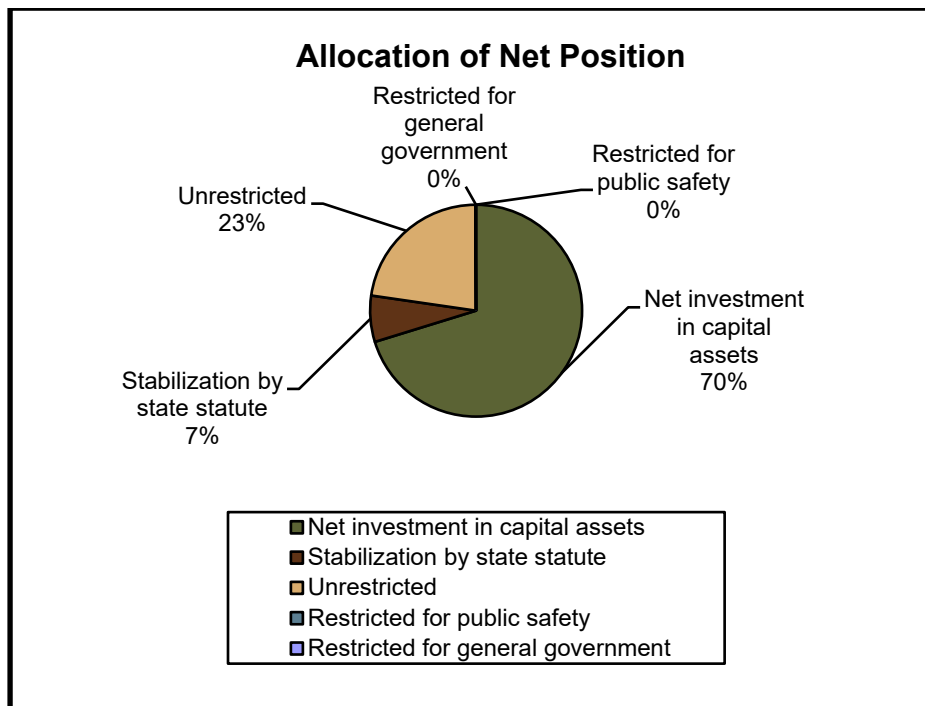 Allocation of Net Position
Restricted for
general
government
0%
Restricted for
public safety
0%
Unrestricted
23%
Net investment
in capital
assets
70%
Stabilization by
state statute
7%
Net investment in capital assets
Stabilization by state statute
Unrestricted
Restricted for public safety
Restricted for general government